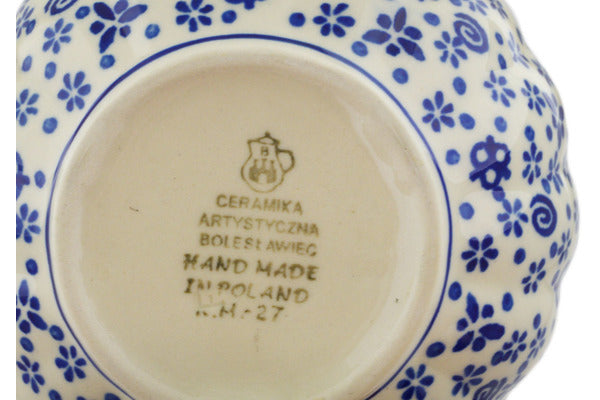 B
CERAMIKA
ARTYSTYCZNA
BOLESŁAWIEC
HAND MADE
IN POLAND